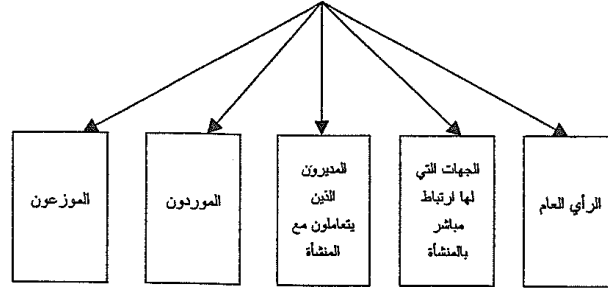 الرأي العام
الجهات التي
لها ارتباط
مباشر
بالمنشأة
المديرون
الذين
يتعاملون مع
المنشأة
الموردون
الموزعون